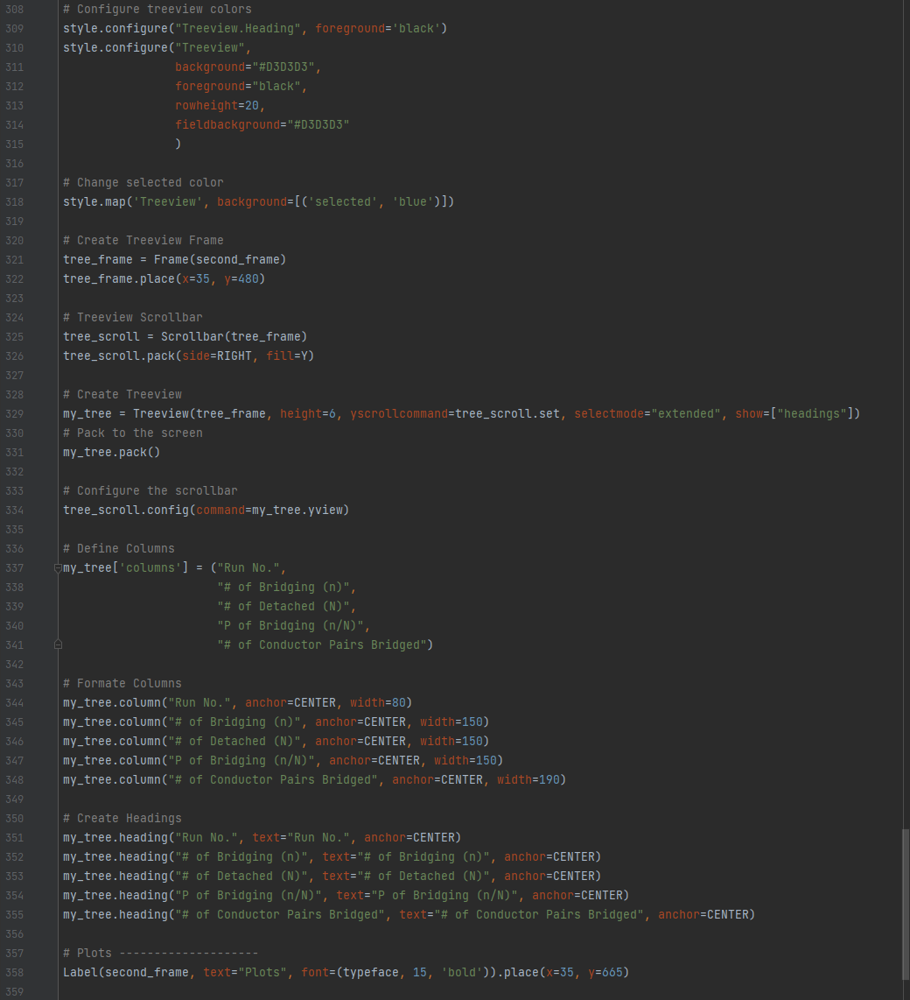 308 # Configure treeview colors
309 style.configure("Treeview.Heading", foreground='black')
310 style.configure("Treeview",
311 background="#D3D3D3",
312 foreground="black",
313 rowheight=20,
314 fieldbackground="#D3D3D3"
315 )
316
317 # Change selected color
318 style.map('Treeview', background=[('selected', 'blue')])
319
320 # Create Treeview Frame
321 tree_frame = Frame(second_frame)
322 tree_frame.place(x=35, y=480)
323
324 # Treeview Scrollbar
325 tree_scroll = Scrollbar(tree_frame)
326 tree_scroll.pack(side=RIGHT, fill=Y)
327
328 # Create Treeview
329 my_tree = Treeview(tree_frame, height=6, yscrollcommand=tree_scroll.set, selectmode="extended", show=["headings"])
330 # Pack to the screen
331 my_tree.pack()
332
333 # Configure the scrollbar
334 tree_scroll.config(command=my_tree.yview)
335
336 # Define Columns
337 my_tree['columns'] = ("Run No.",
338 "# of Bridging (n)",
339 "# of Detached (N)",
340 "P of Bridging (n/N)",
341 "# of Conductor Pairs Bridged")
342
343 # Formate Columns
344 my_tree.column("Run No.", anchor=CENTER, width=80)
345 my_tree.column("# of Bridging (n)", anchor=CENTER, width=150)
346 my_tree.column("# of Detached (N)", anchor=CENTER, width=150)
347 my_tree.column("P of Bridging (n/N)", anchor=CENTER, width=150)
348 my_tree.column("# of Conductor Pairs Bridged", anchor=CENTER, width=190)
349
350 # Create Headings
351 my_tree.heading("Run No.", text="Run No.", anchor=CENTER)
352 my_tree.heading("# of Bridging (n)", text="# of Bridging (n)", anchor=CENTER)
353 my_tree.heading("# of Detached (N)", text="# of Detached (N)", anchor=CENTER)
354 my_tree.heading("P of Bridging (n/N)", text="P of Bridging (n/N)", anchor=CENTER)
355 my_tree.heading("# of Conductor Pairs Bridged", text="# of Conductor Pairs Bridged", anchor=CENTER)
356
357 # Plots --------------------
358 Label(second_frame, text="Plots", font=(typeface, 15, 'bold')).place(x=35, y=665)
359